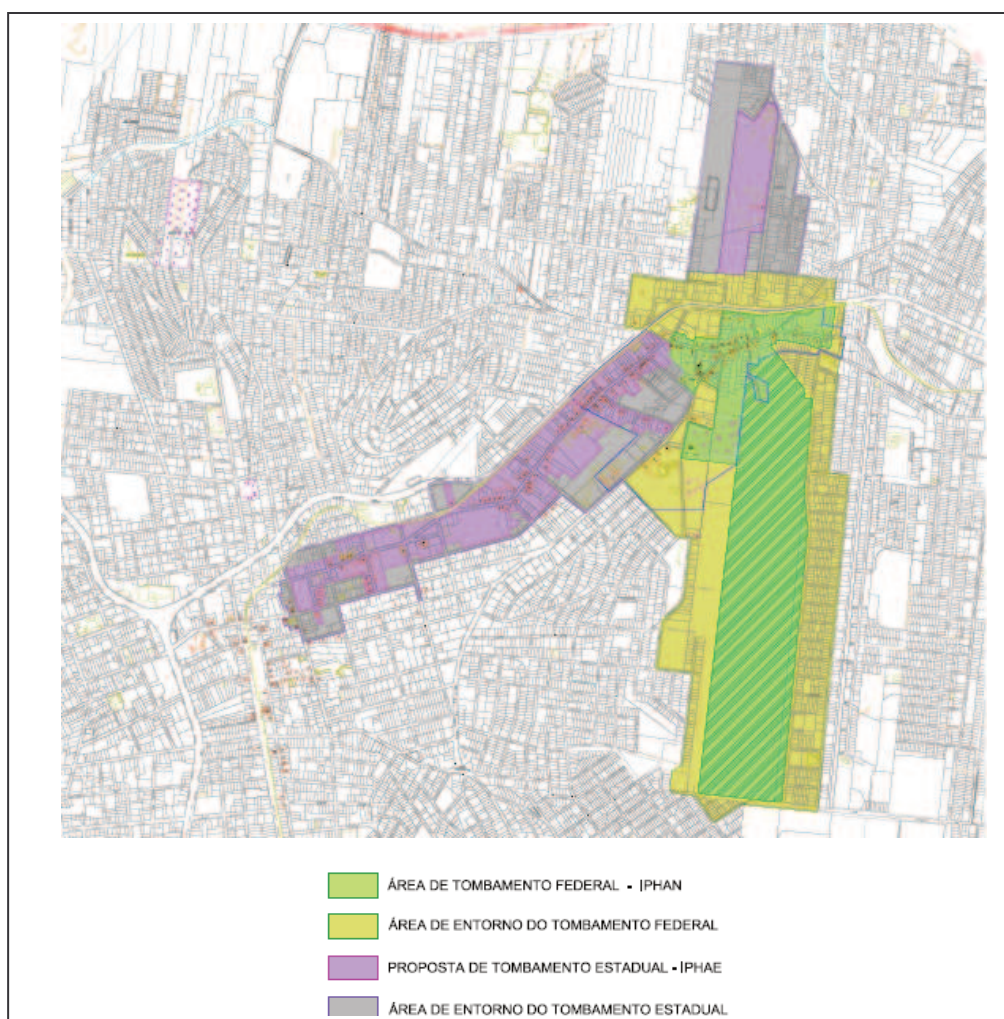 ÁREA DE TOMBAMENTO FEDERAL - IPHAN
ÁREA DE ENTORNO DO TOMBAMENTO FEDERAL
PROPOSTA DE TOMBAMENTO ESTADUAL - IPHAE
ÁREA DE ENTORNO DO TOMBAMENTO ESTADUAL